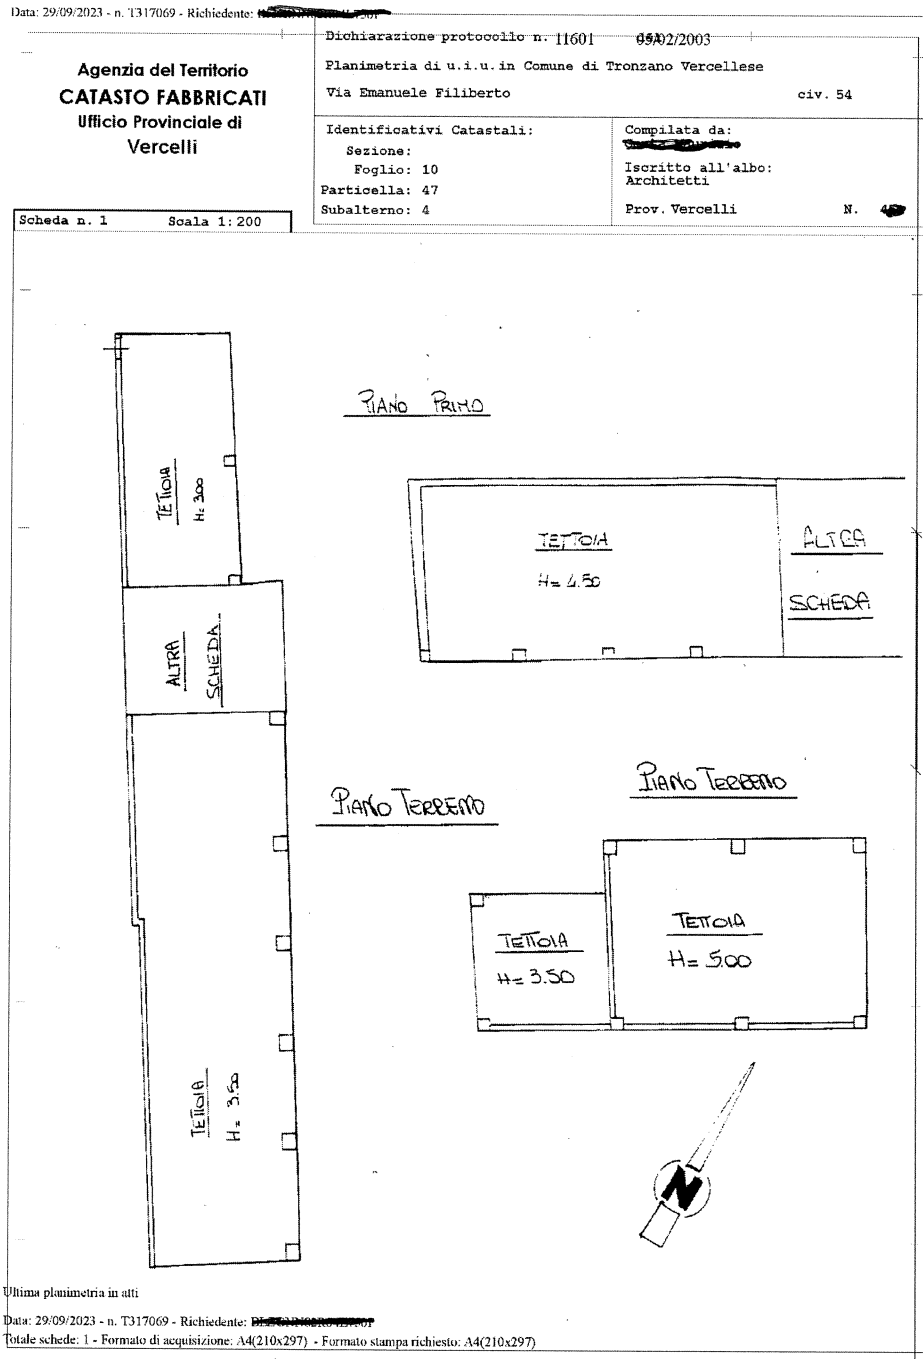 Data: 29/09/2023 - n. T317069 - Richiedente:
Agenzia del Territorio
CATASTO FABBRICATI
Ufficio Provinciale di
Vercelli
Dichiarazione protocollo n. 11601 /02/2003
Planimetria di u.i.u. in Comune di Tronzano Vercellese
Via Emanuele Filiberto civ. 54
Identificativi Catastali:
Sezione:
Foglio: 10
Particella: 47
Subalterno: 4
Compilata da:
Iscritto all'albo:
Architetti
Prov. Vercelli N.
Scheda n. 1 Scala 1:200
PIANO PRIMO
TETTOIA
H= 3.00
ALTRA
SCHEDA
TETTOIA
H= 4.50
ALTRA
SCHEDA
PIANO TERRENO
PIANO TERRENO
TETTOIA
H= 3.50
TETTOIA
H= 5.00
TETTOIA
H= 3.50
N
Ultima planimetria in atti
Data: 29/09/2023 - n. T317069 - Richiedente:
Totale schede: 1 - Formato di acquisizione: A4(210x297) - Formato stampa richiesto: A4(210x297)